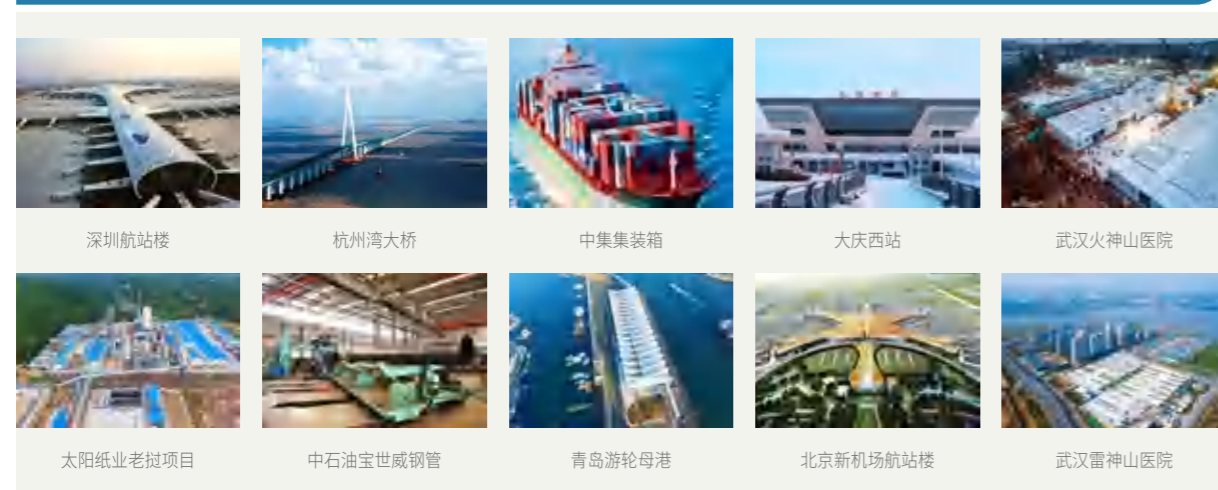 深圳航站楼
杭州湾大桥
中集集装箱
大庆西站
武汉火神山医院
太阳纸业老挝项目
中石油宝世威钢管
青岛游轮母港
北京新机场航站楼
武汉雷神山医院